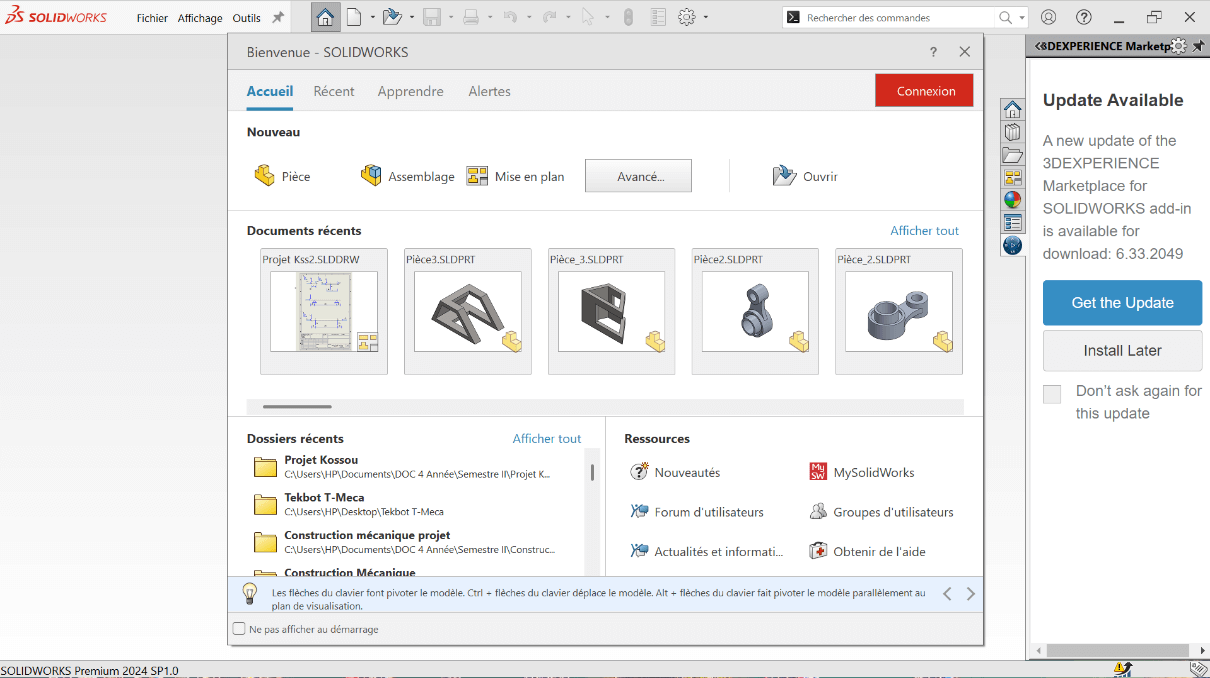 SOLIDWORKS
Fichier Affichage Outils
Rechercher des commandes
Bienvenue - SOLIDWORKS
Accueil Récent Apprendre Alertes
Connexion
Nouveau
Pièce Assemblage Mise en plan Avancé... Ouvrir
Documents récents Afficher tout
Projet Kss2.SLDDRW Pièce3.SLDPRT Pièce_3.SLDPRT Pièce2.SLDPRT Pièce_2.SLDPRT
Dossiers récents Afficher tout
Projet Kossou
C:\Users\HP\Documents\DOC 4 Année\Semestre II\Projet K...
Tekbot T-Meca
C:\Users\HP\Desktop\Tekbot T-Meca
Construction mécanique projet
C:\Users\HP\Documents\DOC 4 Année\Semestre II\Construc...
Construction Mécanique
Ressources
Nouveautés MySolidWorks
Forum d'utilisateurs Groupes d'utilisateurs
Actualités et informati... Obtenir de l'aide
Les flèches du clavier font pivoter le modèle. Ctrl + flèches du clavier déplace le modèle. Alt + flèches du clavier fait pivoter le modèle parallèlement au
plan de visualisation.
Ne pas afficher au démarrage
3DEXPERIENCE Marketp
Update Available
A new update of the
3DEXPERIENCE
Marketplace for
SOLIDWORKS add-in
is available for
download: 6.33.2049
Get the Update
Install Later
Don't ask again for
this update
SOLIDWORKS Premium 2024 SP1.0